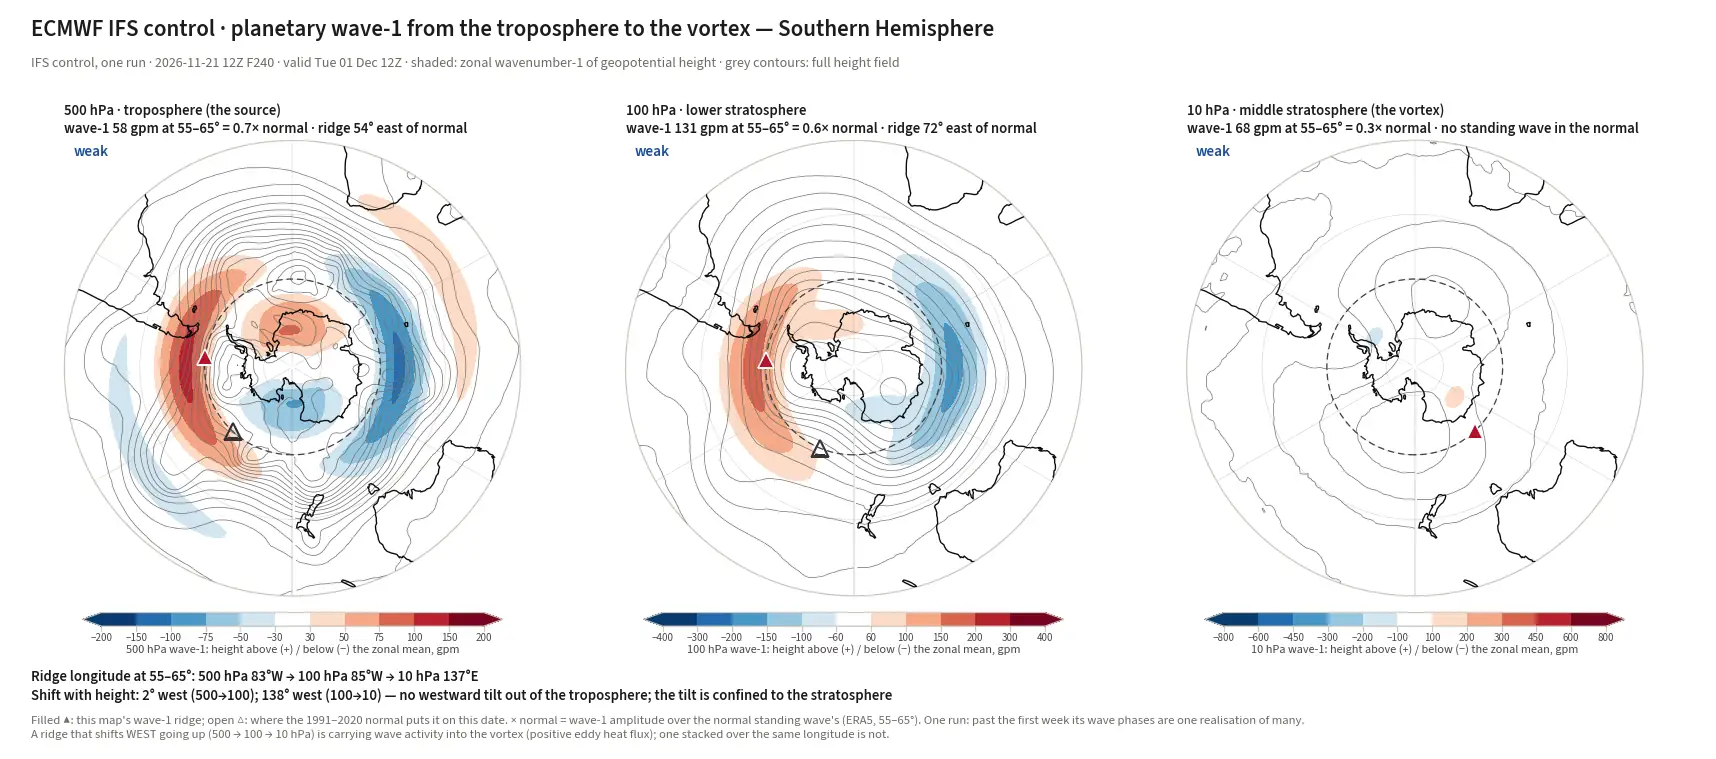 ECMWF IFS control · planetary wave-1 from the troposphere to the vortex — Southern Hemisphere
IFS control, one run · 2026-11-21 12Z F240 · valid Tue 01 Dec 12Z · shaded: zonal wavenumber-1 of geopotential height · grey contours: full height field
500 hPa · troposphere (the source)
wave-1 58 gpm at 55–65° = 0.7× normal · ridge 54° east of normal
weak
100 hPa · lower stratosphere
wave-1 131 gpm at 55–65° = 0.6× normal · ridge 72° east of normal
weak
10 hPa · middle stratosphere (the vortex)
wave-1 68 gpm at 55–65° = 0.3× normal · no standing wave in the normal
weak
−200 −150 −100 −75 −50 −30 30 50 75 100 150 200
500 hPa wave-1: height above (+) / below (−) the zonal mean, gpm
−400 −300 −200 −150 −100 −60 60 100 150 200 300 400
100 hPa wave-1: height above (+) / below (−) the zonal mean, gpm
−800 −600 −450 −300 −200 −100 100 200 300 450 600 800
10 hPa wave-1: height above (+) / below (−) the zonal mean, gpm
Ridge longitude at 55–65°: 500 hPa 83°W → 100 hPa 85°W → 10 hPa 137°E
Shift with height: 2° west (500→100); 138° west (100→10) — no westward tilt out of the troposphere; the tilt is confined to the stratosphere
Filled ▲: this map's wave-1 ridge; open △: where the 1991–2020 normal puts it on this date. × normal = wave-1 amplitude over the normal standing wave's (ERA5, 55–65°). One run: past the first week its wave phases are one realisation of many.
A ridge that shifts WEST going up (500 → 100 → 10 hPa) is carrying wave activity into the vortex (positive eddy heat flux); one stacked over the same longitude is not.